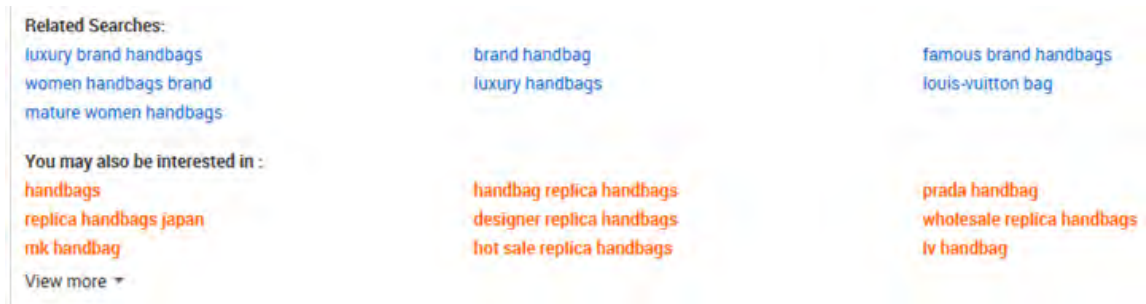 Related Searches:
luxury brand handbags brand handbag famous brand handbags
women handbags brand luxury handbags louis-vuitton bag
mature women handbags
You may also be interested in :
handbags handbag replica handbags prada handbag
replica handbags japan designer replica handbags wholesale replica handbags
mk handbag hot sale replica handbags lv handbag
View more